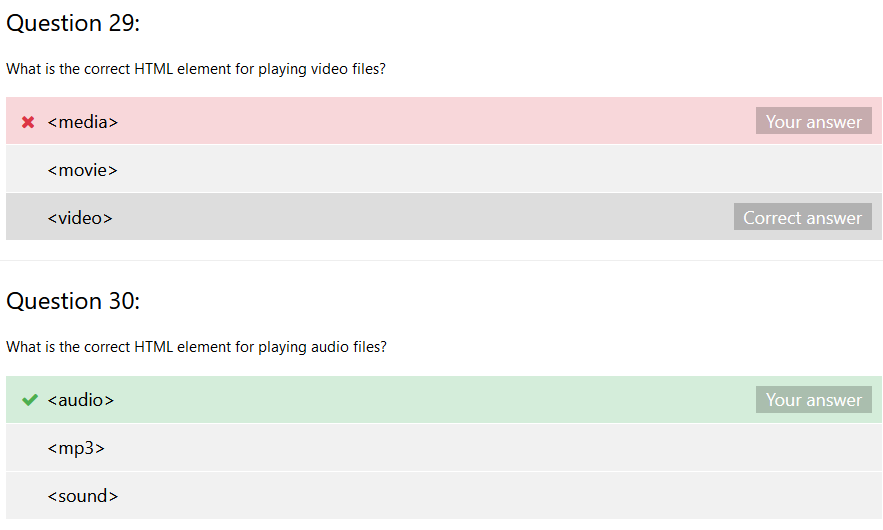 Question 29:
What is the correct HTML element for playing video files?
<media> Your answer
<movie>
<video> Correct answer
Question 30:
What is the correct HTML element for playing audio files?
<audio> Your answer
<mp3>
<sound>